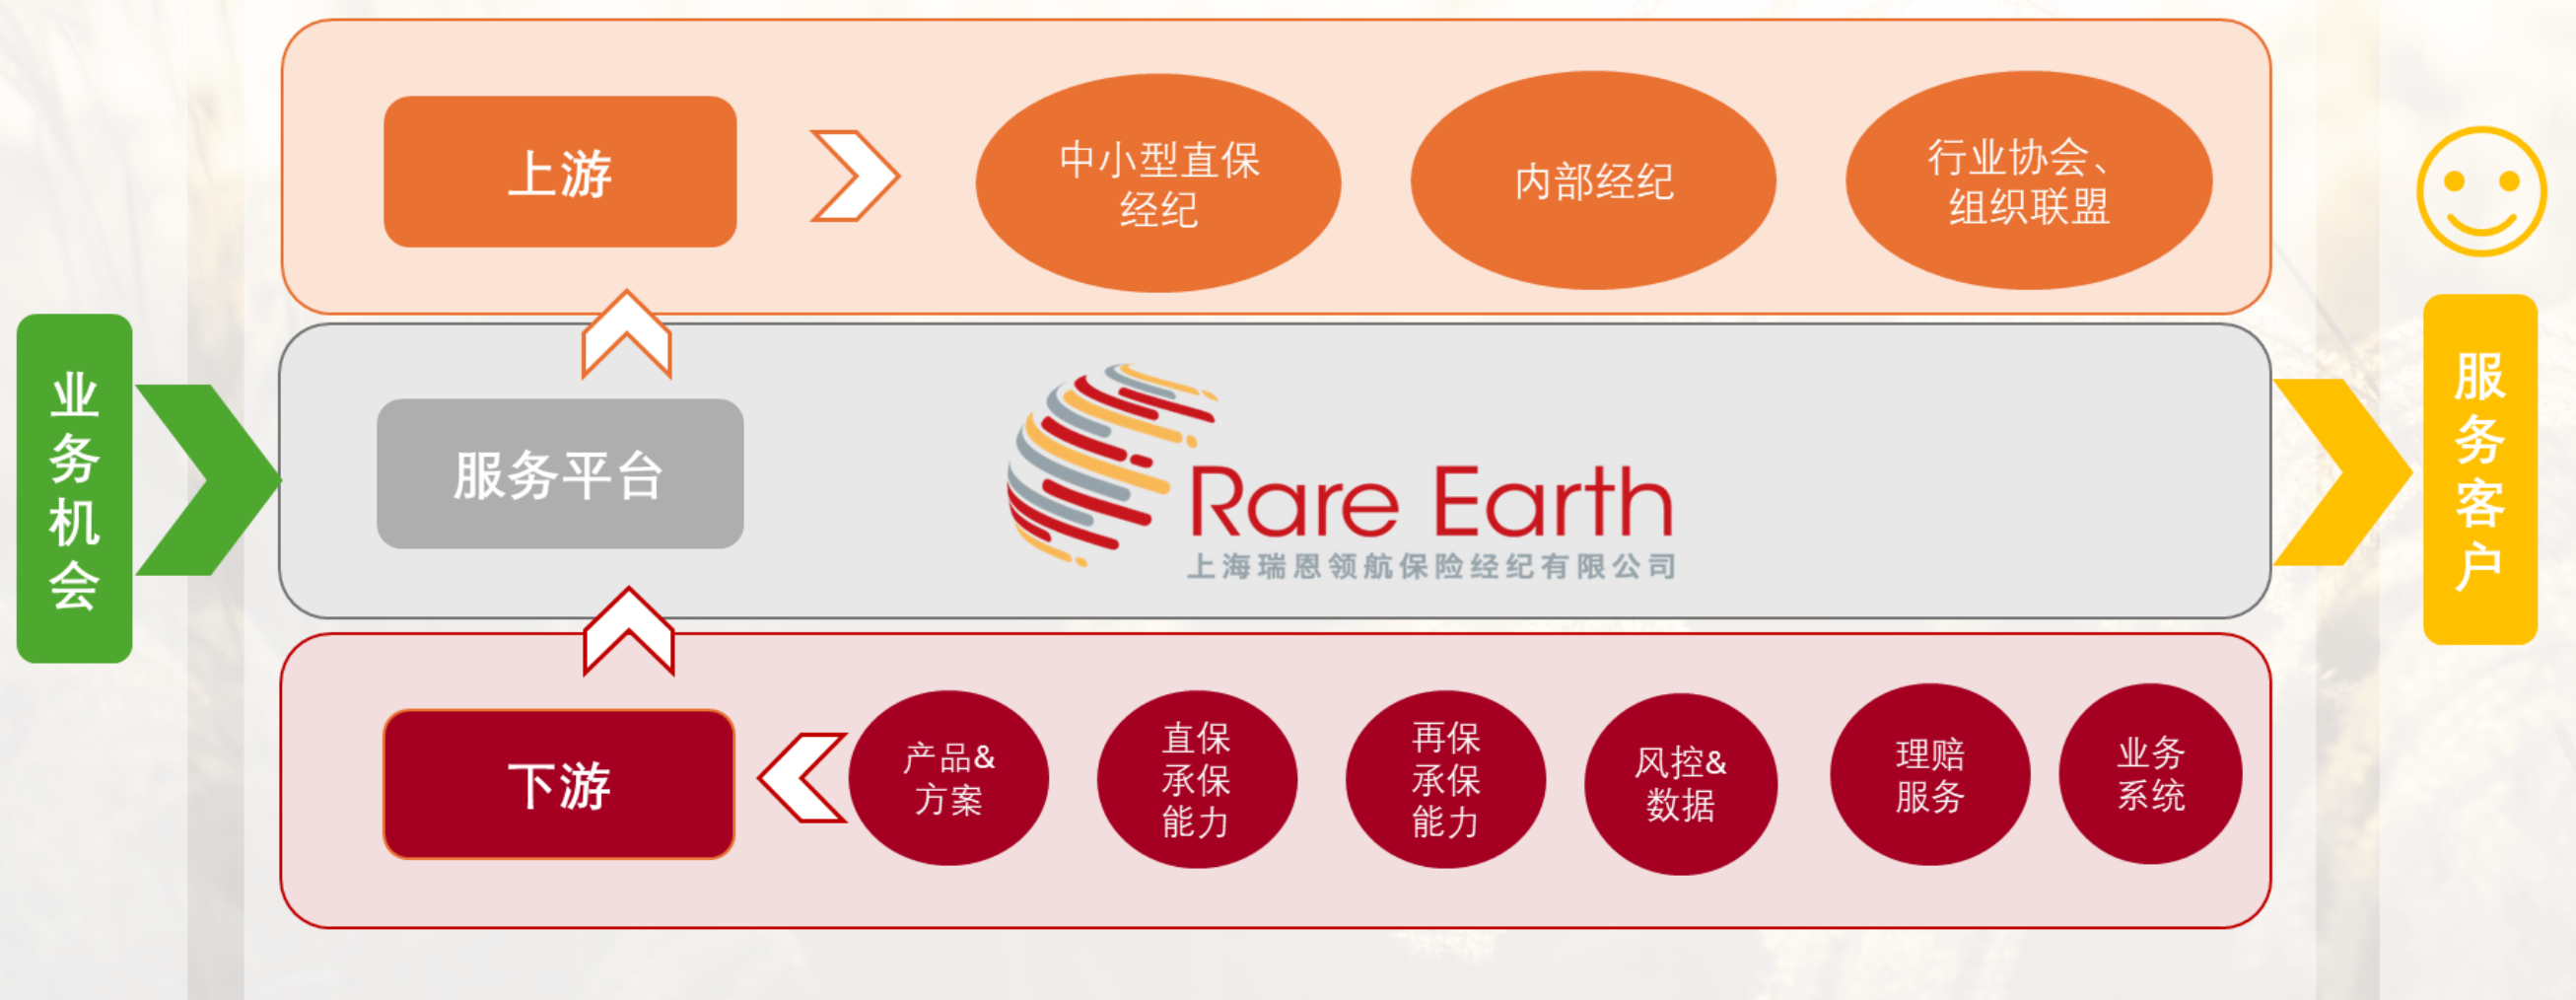 上游
中小型直保
经纪
内部经纪
行业协会、
组织联盟
业
务
机
会
服务平台
Rare Earth
上海瑞恩领航保险经纪有限公司
服
务
客
户
下游
产品&
方案
直保
承保
能力
再保
承保
能力
风控&
数据
理赔
服务
业务
系统